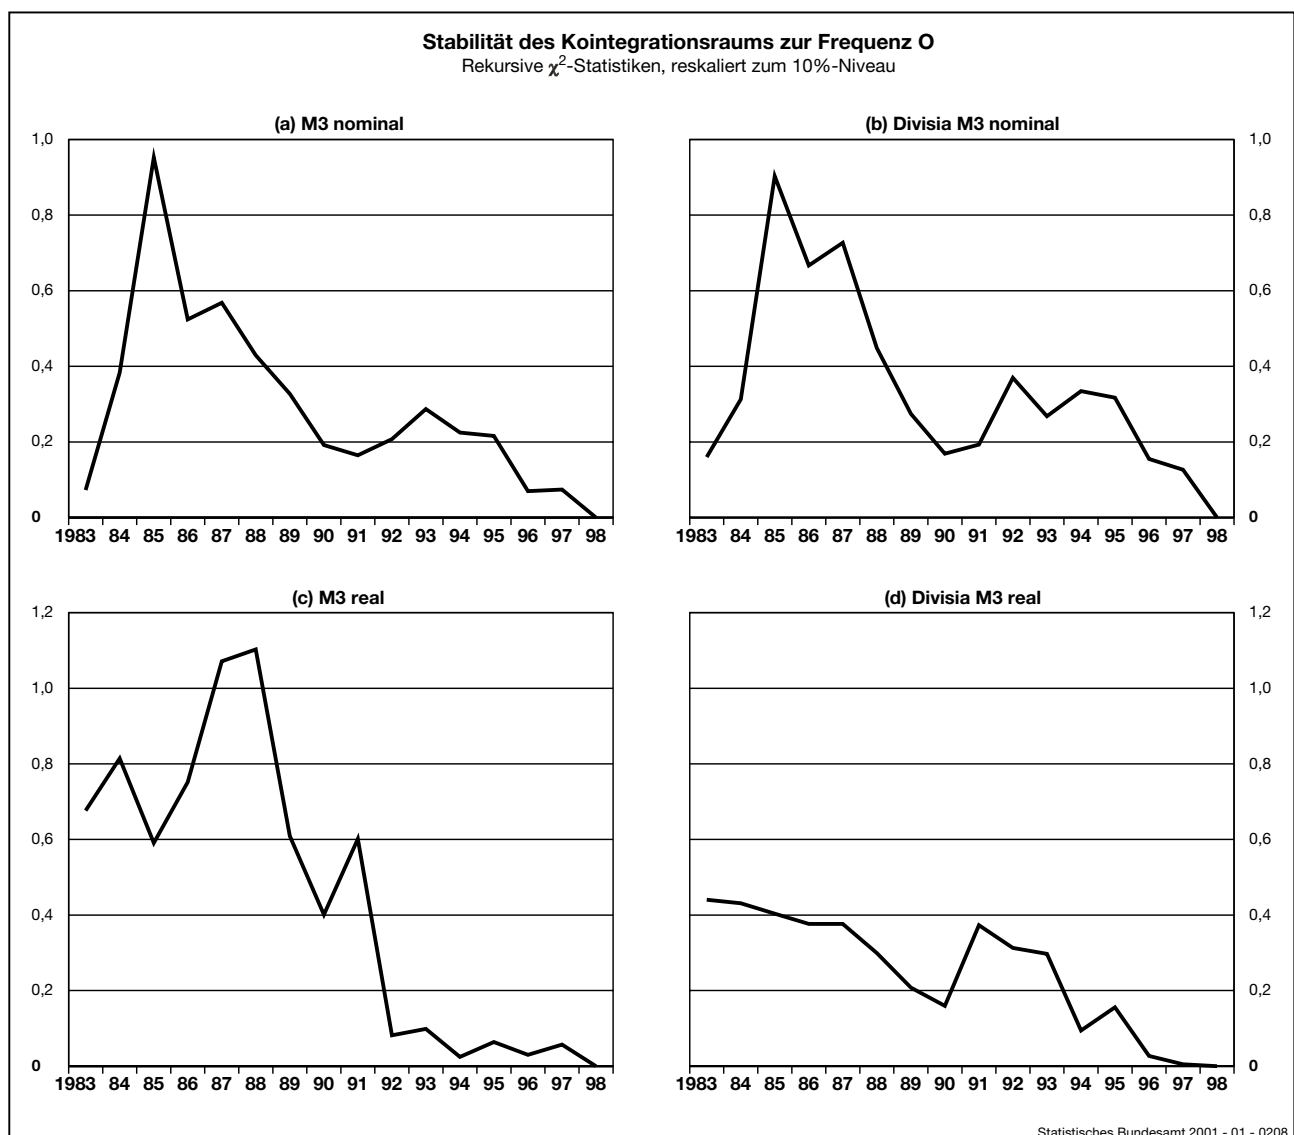 Stabilität des Kointegrationsraums zur Frequenz O
Rekursive χ²-Statistiken, reskaliert zum 10%-Niveau
(a) M3 nominal
1,0
0,8
0,6
0,4
0,2
0
1983 84 85 86 87 88 89 90 91 92 93 94 95 96 97 98
(b) Divisia M3 nominal
1,0
0,8
0,6
0,4
0,2
0
1983 84 85 86 87 88 89 90 91 92 93 94 95 96 97 98
(c) M3 real
1,2
1,0
0,8
0,6
0,4
0,2
0
1983 84 85 86 87 88 89 90 91 92 93 94 95 96 97 98
(d) Divisia M3 real
1,2
1,0
0,8
0,6
0,4
0,2
0
1983 84 85 86 87 88 89 90 91 92 93 94 95 96 97 98
Statistisches Bundesamt 2001 - 01 - 0208